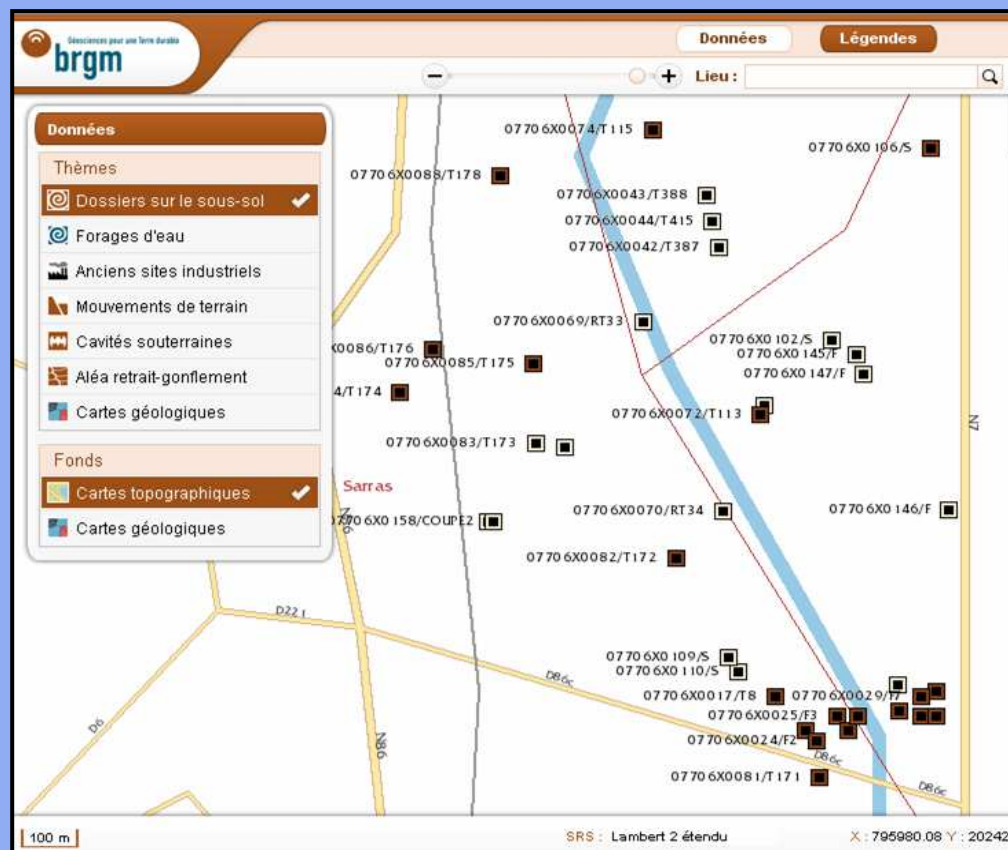 Géosciences pour une Terre durable
brgm
Données
Légendes
Lieu :
Données
Thèmes
Dossiers sur le sous-sol
Forages d'eau
Anciens sites industriels
Mouvements de terrain
Cavités souterraines
Aléa retrait-gonflement
Cartes géologiques
Fonds
Cartes topographiques
Cartes géologiques
07706X0074/T115
07706X0106/S
07706X0088/T178
07706X0043/T388
07706X0044/T415
07706X0042/T387
07706X0069/RT33
07706X0102/S
X0086/T176
07706X0145/F
07706X0085/T175
07706X0147/F
4/T174
07706X0072/T113
N7
07706X0083/T173
Sarras
07706X0070/RT34
07706X0146/F
07706X0158/COUPE2
07706X0082/T172
D221
07706X0109/S
D86c
07706X0110/S
07706X0017/T8
07706X0029/F7
07706X0025/F3
D6
N86
07706X0024/F2
D86c
07706X0081/T171
D86c
100 m
SRS : Lambert 2 étendu
X : 795980.08 Y : 20242